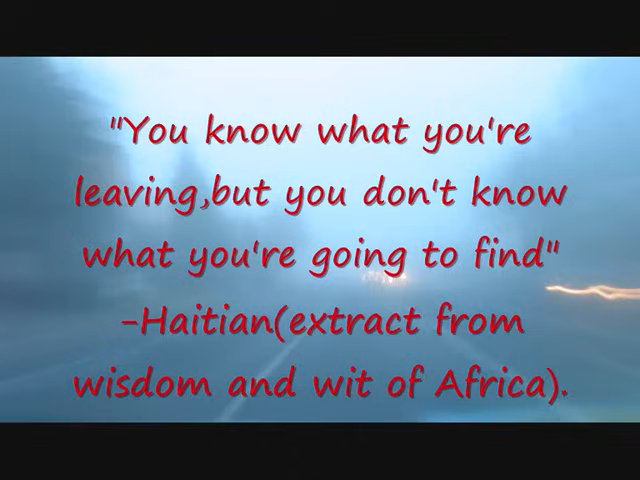 "You know what you're
leaving,but you don't know
what you're going to find"
-Haitian(extract from
wisdom and wit of Africa).